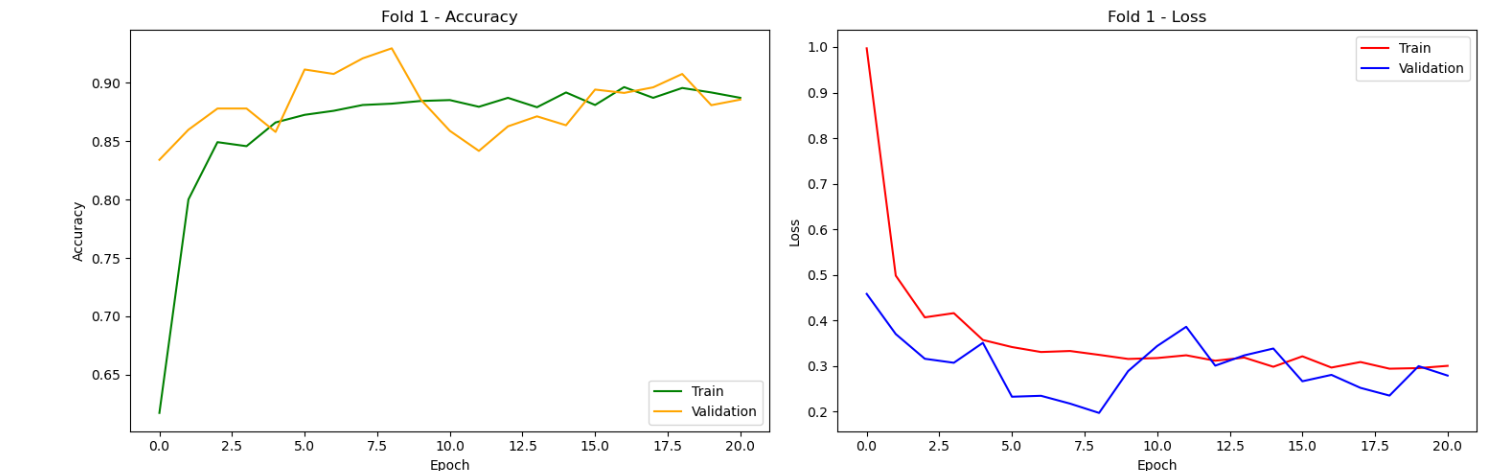 Fold 1 - Accuracy
0.90
0.85
0.80
0.75
0.70
0.65
Accuracy
Train
Validation
0.0 2.5 5.0 7.5 10.0 12.5 15.0 17.5 20.0
Epoch
Fold 1 - Loss
1.0
0.9
0.8
0.7
0.6
0.5
0.4
0.3
0.2
Loss
Train
Validation
0.0 2.5 5.0 7.5 10.0 12.5 15.0 17.5 20.0
Epoch